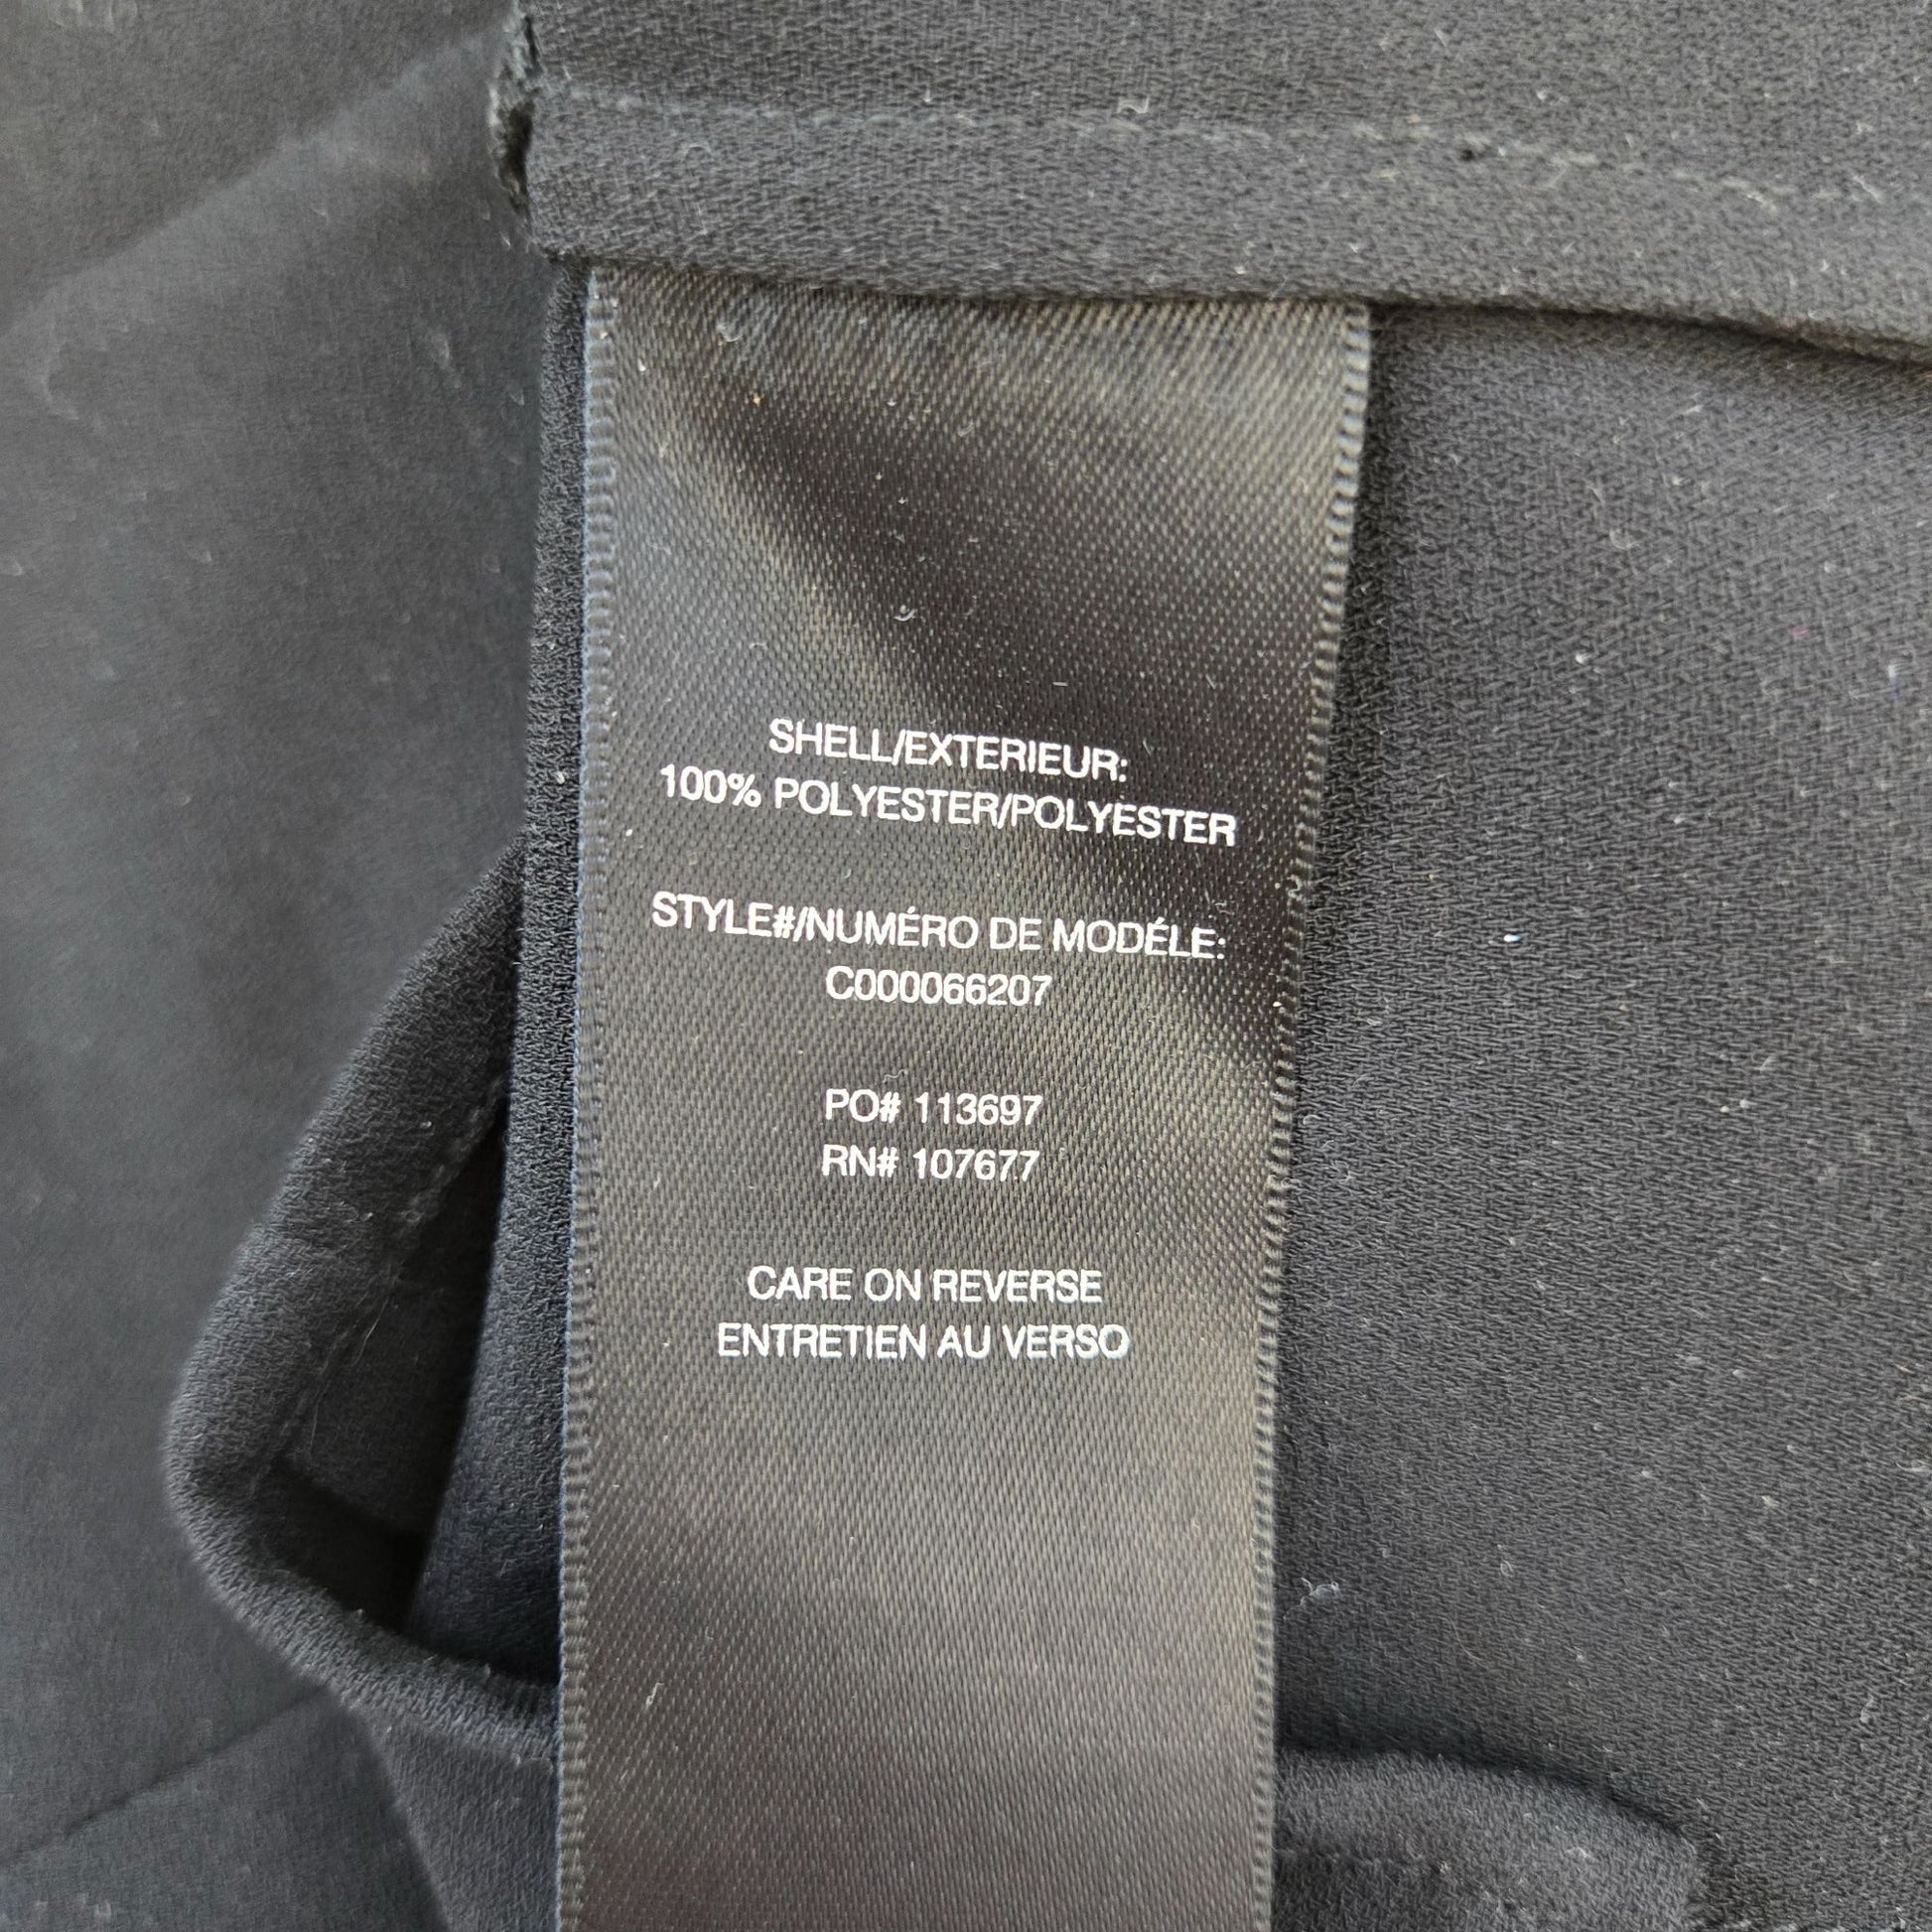 SHELL/EXTERIEUR:
100% POLYESTER/POLYESTER
STYLE#/NUMÉRO DE MODÉLE:
C000066207
PO# 113697
RN# 107677
CARE ON REVERSE
ENTRETIEN AU VERSO